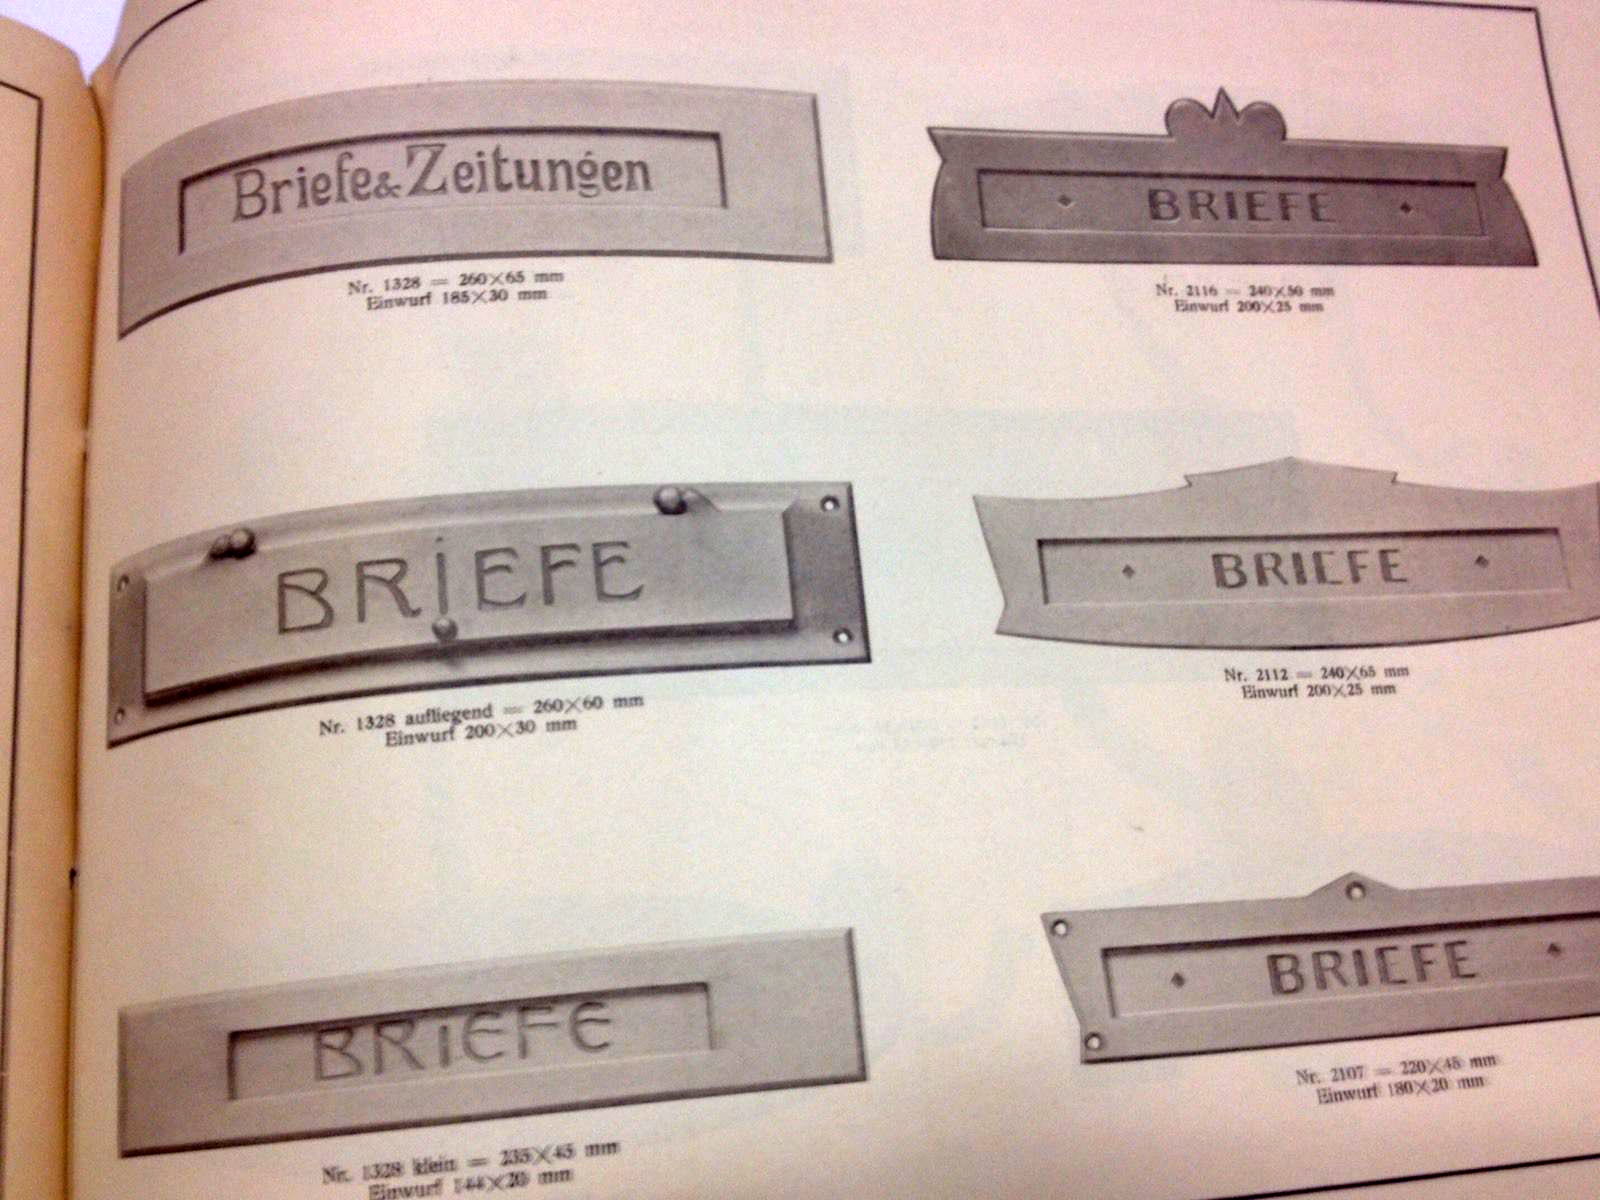 Briefe & Zeitungen
Nr. 1328 = 260×65 mm
Einwurf 185×30 mm
BRIEFE
Nr. 2116 = 240×50 mm
Einwurf 200×25 mm
BRiEFE
Nr. 1328 aufliegend = 260×60 mm
Einwurf 200×30 mm
BRIEFE
Nr. 2112 = 240×65 mm
Einwurf 200×25 mm
BRiEFE
Nr. 1328 klein = 235×45 mm
Einwurf 144×20 mm
BRIEFE
Nr. 2107 = 220×45 mm
Einwurf 180×20 mm